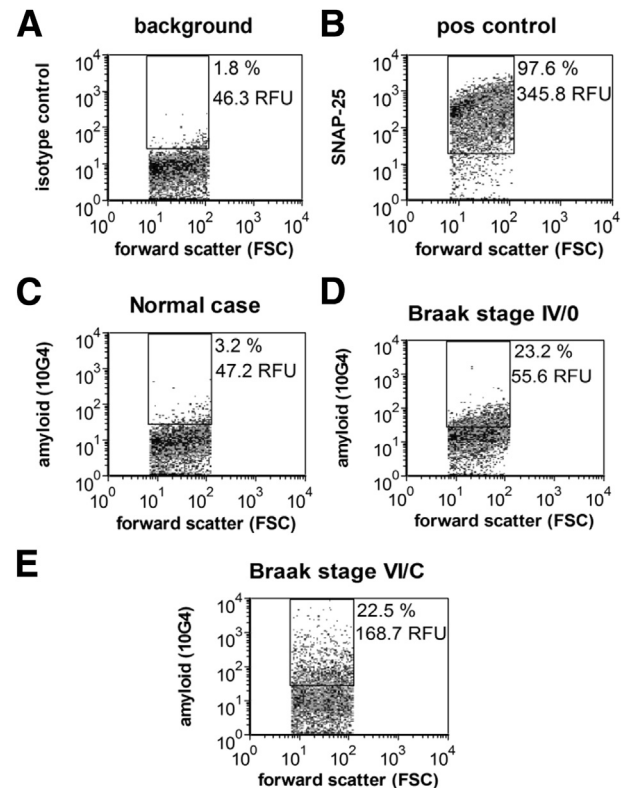 A
background
isotype control
10^4
10^3
10^2
10^1
10^0
1.8 %
46.3 RFU
10^0 10^1 10^2 10^3 10^4
forward scatter (FSC)
B
pos control
SNAP-25
10^4
10^3
10^2
10^1
10^0
97.6 %
345.8 RFU
10^0 10^1 10^2 10^3 10^4
forward scatter (FSC)
C
Normal case
amyloid (10G4)
10^4
10^3
10^2
10^1
10^0
3.2 %
47.2 RFU
10^0 10^1 10^2 10^3 10^4
forward scatter (FSC)
D
Braak stage IV/0
amyloid (10G4)
10^4
10^3
10^2
10^1
10^0
23.2 %
55.6 RFU
10^0 10^1 10^2 10^3 10^4
forward scatter (FSC)
E
Braak stage VI/C
amyloid (10G4)
10^4
10^3
10^2
10^1
10^0
22.5 %
168.7 RFU
10^0 10^1 10^2 10^3 10^4
forward scatter (FSC)